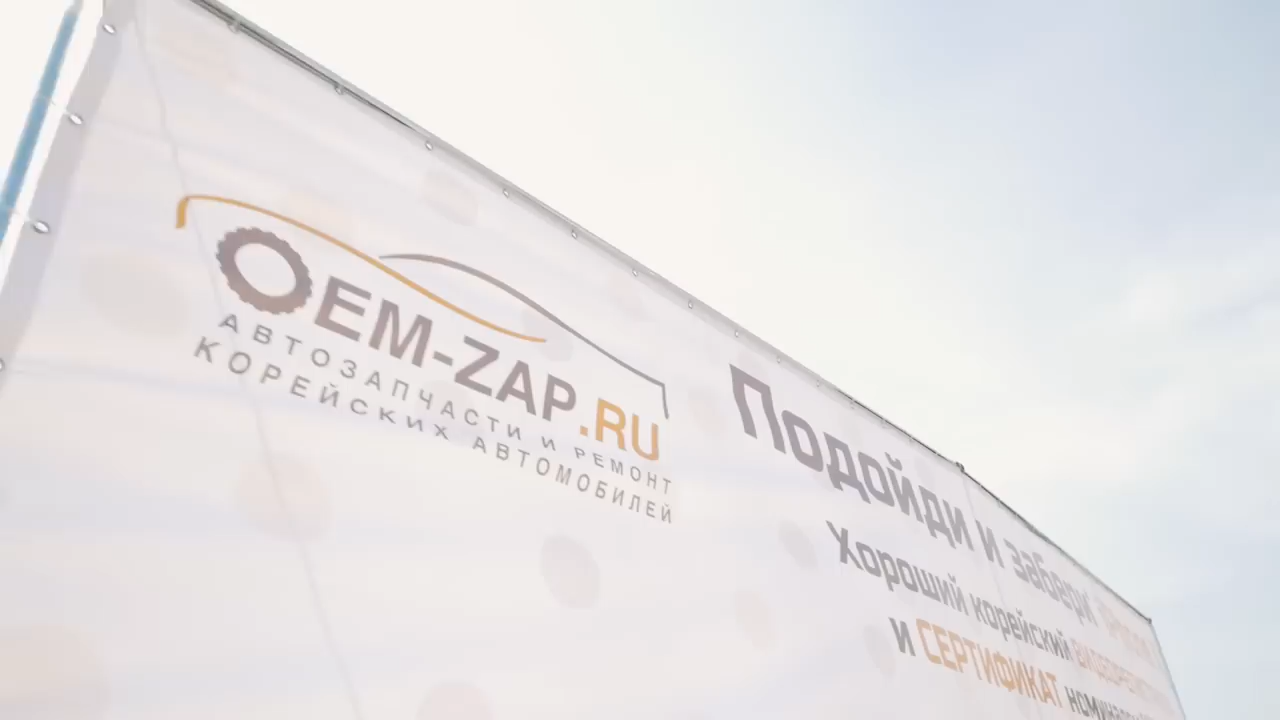 OEM-ZAP.RU
АВТОЗАПЧАСТИ И РЕМОНТ
КОРЕЙСКИХ АВТОМОБИЛЕЙ
Подойди и забери
Хороший корейский
и СЕРТИФИКАТ